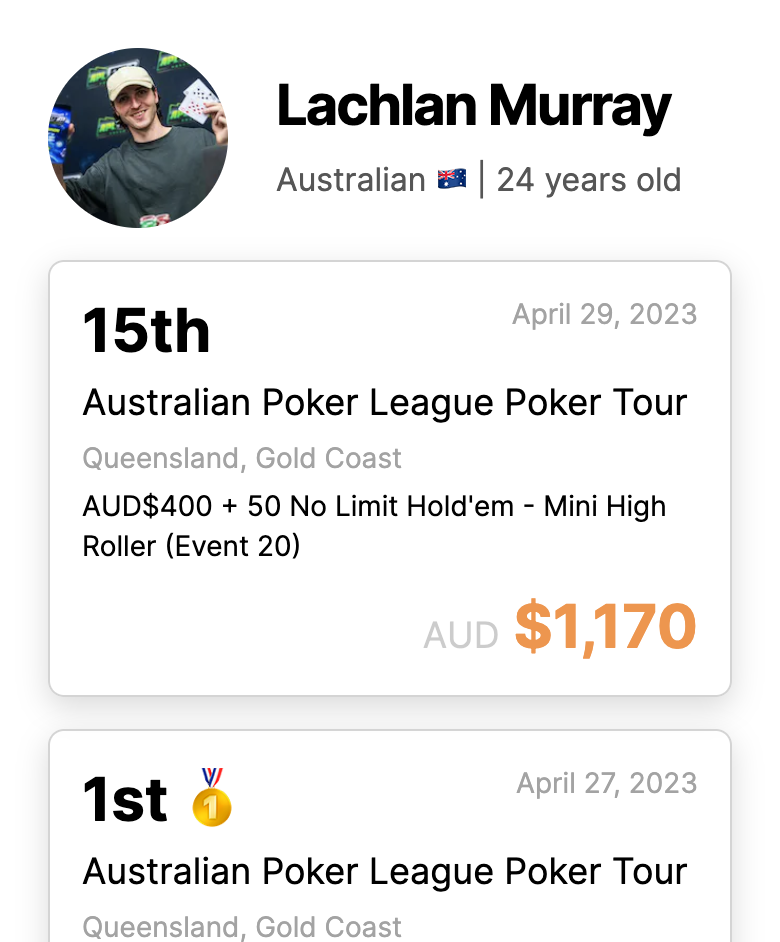 Lachlan Murray
Australian 🇦🇺 | 24 years old
15th
April 29, 2023
Australian Poker League Poker Tour
Queensland, Gold Coast
AUD$400 + 50 No Limit Hold'em - Mini High
Roller (Event 20)
AUD $1,170
1st 🥇
April 27, 2023
Australian Poker League Poker Tour
Queensland, Gold Coast